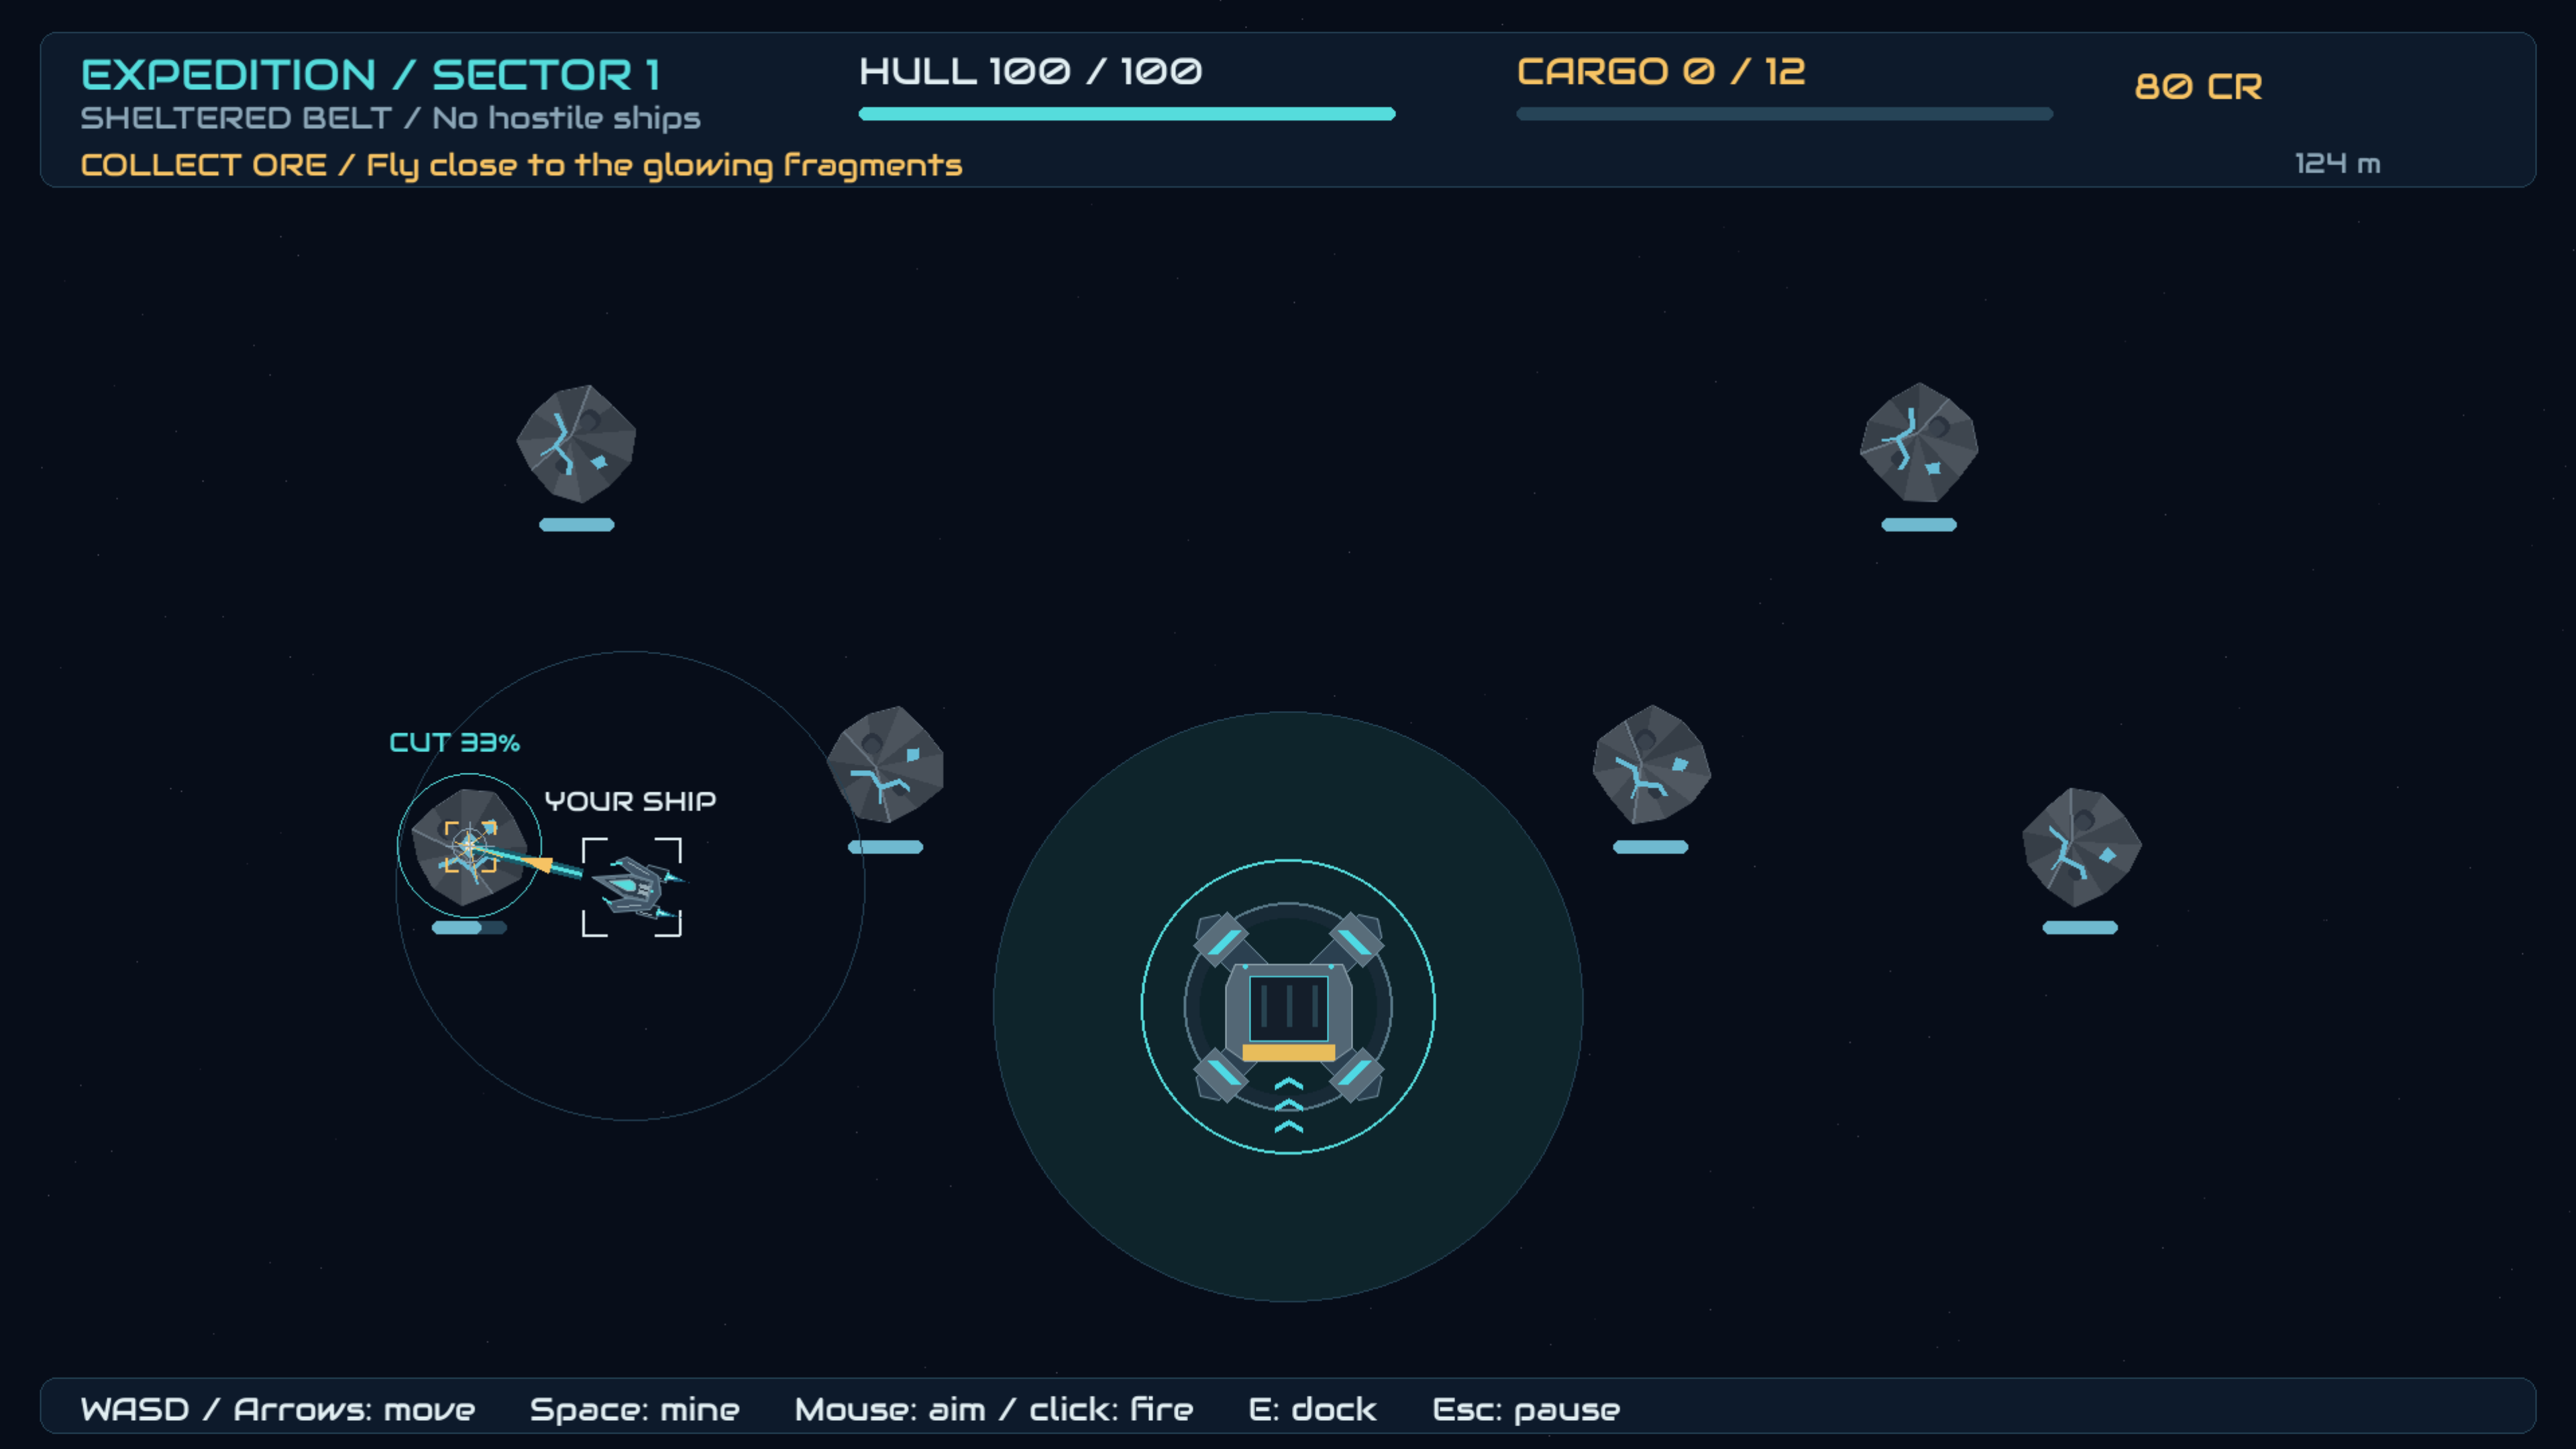 EXPEDITION / SECTOR 1
SHELTERED BELT / No hostile ships
COLLECT ORE / Fly close to the glowing fragments
HULL 100 / 100
CARGO 0 / 12
80 CR
124 m
CUT 33%
YOUR SHIP
WASD / Arrows: move Space: mine Mouse: aim / click: fire E: dock Esc: pause